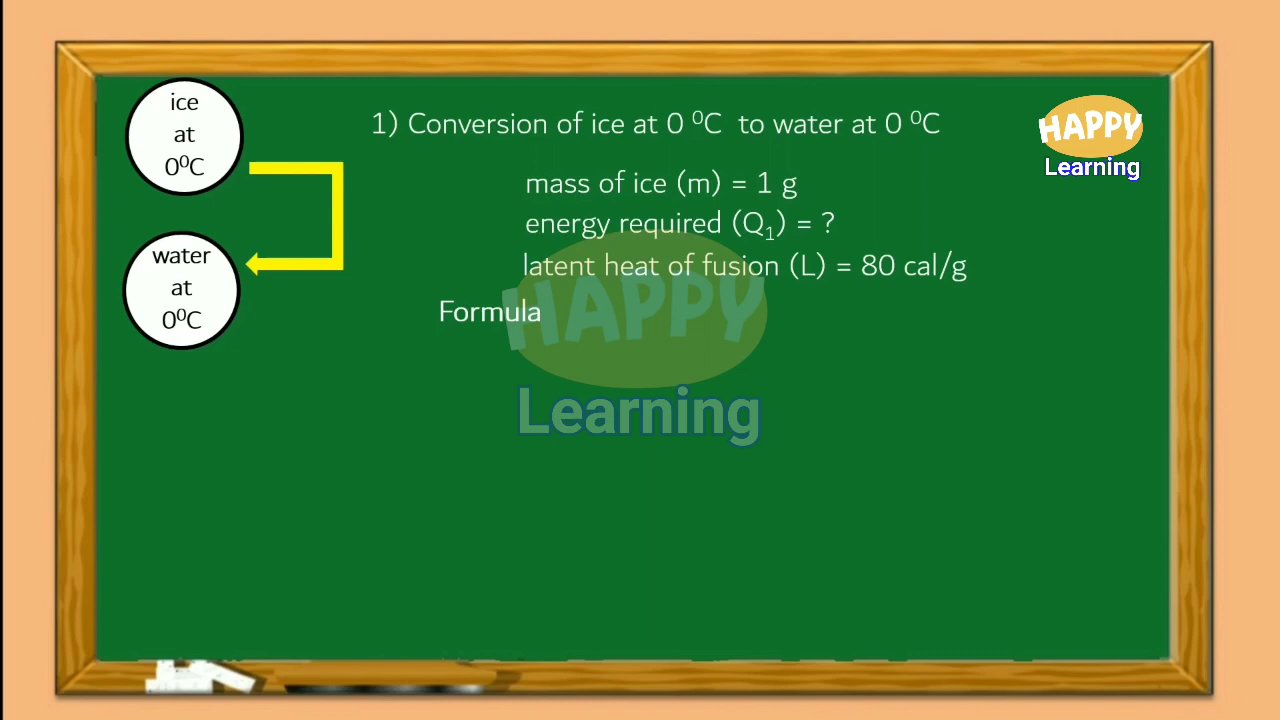 ice
at
0⁰C
water
at
0⁰C
1) Conversion of ice at 0 ⁰C to water at 0 ⁰C
mass of ice (m) = 1 g
energy required (Q₁) = ?
latent heat of fusion (L) = 80 cal/g
Formula
HAPPY
Learning
HAPPY
Learning